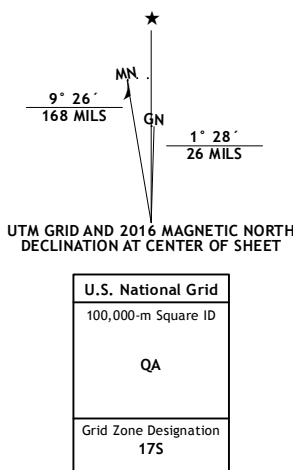 ★
MN
9° 26´
168 MILS
GN
1° 28´
26 MILS
UTM GRID AND 2016 MAGNETIC NORTH
DECLINATION AT CENTER OF SHEET
U.S. National Grid
100,000-m Square ID
QA
Grid Zone Designation
17S